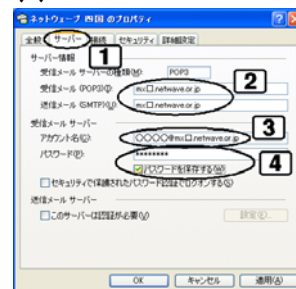 ネットワーブ 四国 のプロパティ
全般 サーバー 接続 セキュリティ 詳細設定
1
サーバー情報
受信メール サーバーの種類(M): POP3
2
受信メール (POP3)(I): mx□.netwave.or.jp
送信メール (SMTP)(U): mx□.netwave.or.jp
受信メール サーバー
3
アカウント名(C): ○○○○@mx□.netwave.or.jp
パスワード(P): ********
4
パスワードを保存する(W)
セキュリティで保護されたパスワード認証でログオンする(S)
送信メール サーバー
このサーバーは認証が必要(V) 設定(E)...
OK キャンセル 適用(A)